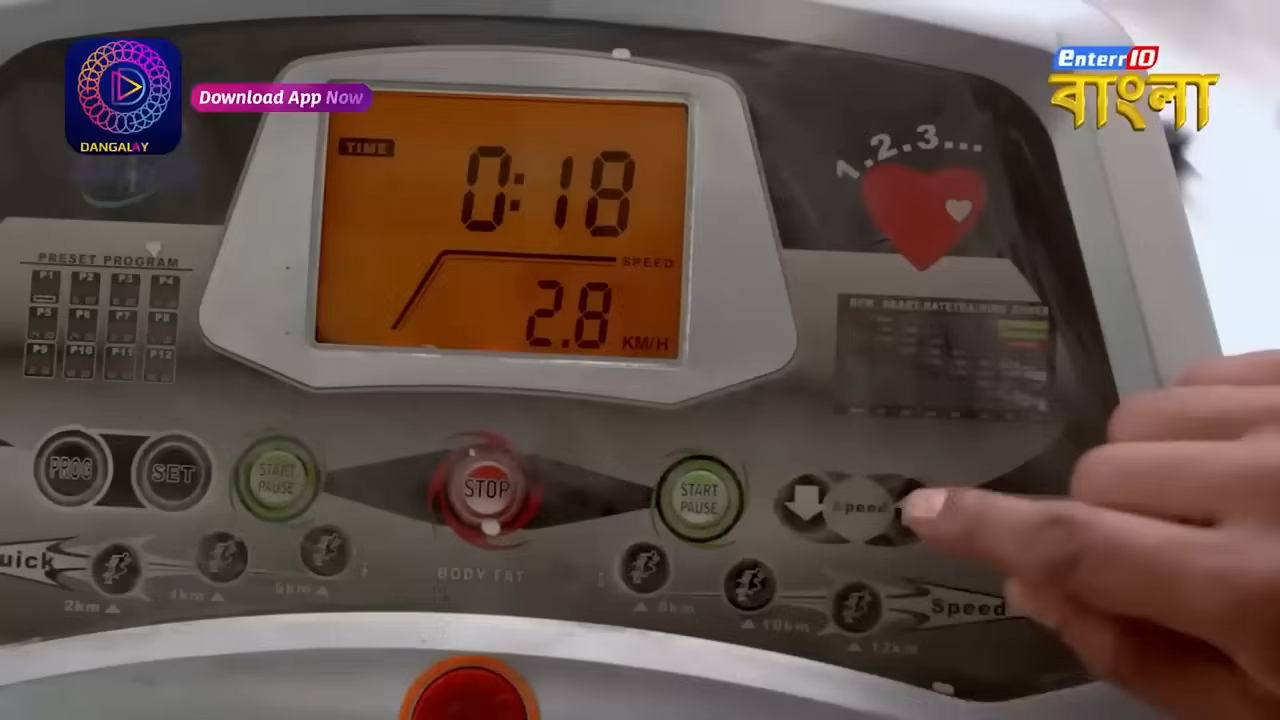 DANGALAY
Download App Now
Enterr10
বাংলা
TIME
0:18
SPEED
2.8
KM/H
1.2.3...
PRESET PROGRAM
P1 P2 P3 P4
P5 P6 P7 P8
P9 P10 P11 P12
PROG
SET
START
PAUSE
STOP
START
PAUSE
Speed
uick
2km
4km
6km
BODY FAT
8km
10km
12km
Speed